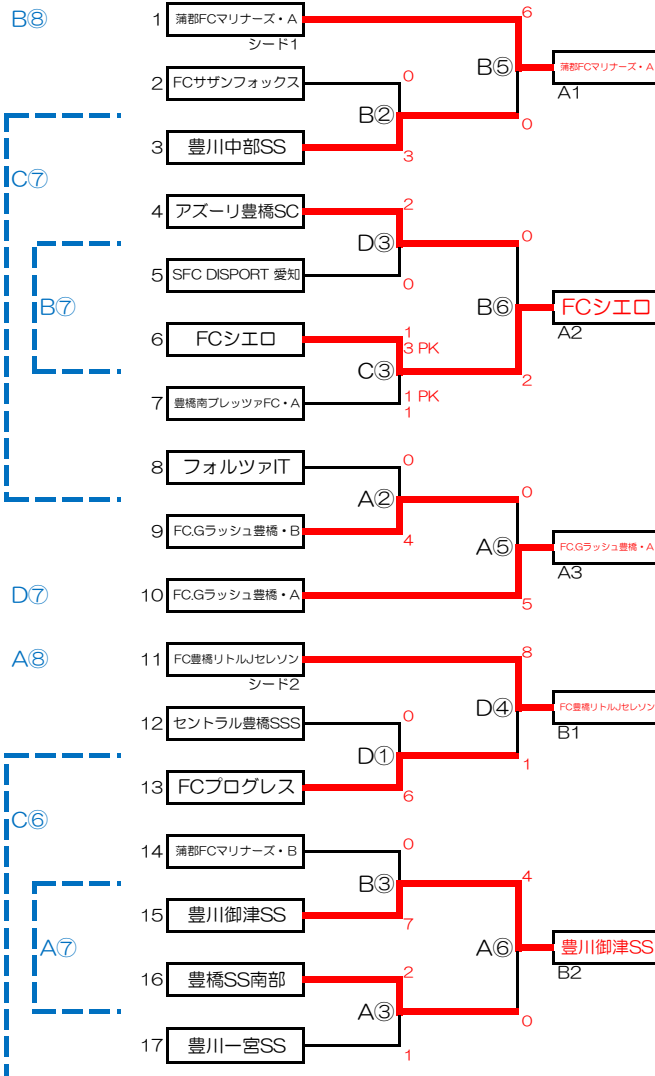 B⑧
1 蒲郡FCマリナーズ・A
シード1
6
B⑤
蒲郡FCマリナーズ・A
A1
2 FCサザンフォックス
0
B②
0
3 豊川中部SS
3
C⑦
4 アズーリ豊橋SC
2
D③
0
5 SFC DISPORT 愛知
0
B⑦
B⑥
FCシエロ
A2
6 FCシエロ
1
3 PK
C③
2
7 豊橋南プレッツァFC・A
1 PK
1
8 フォルツァIT
0
A②
0
9 FC.Gラッシュ豊橋・B
4
A⑤
FC.Gラッシュ豊橋・A
A3
D⑦
10 FC.Gラッシュ豊橋・A
5
A⑧
11 FC豊橋リトルJセレソン
シード2
8
D④
FC豊橋リトルJセレソン
B1
12 セントラル豊橋SSS
0
D①
1
13 FCプログレス
6
C⑥
14 蒲郡FCマリナーズ・B
0
B③
4
15 豊川御津SS
7
A⑦
A⑥
豊川御津SS
B2
16 豊橋SS南部
2
A③
0
17 豊川一宮SS
1